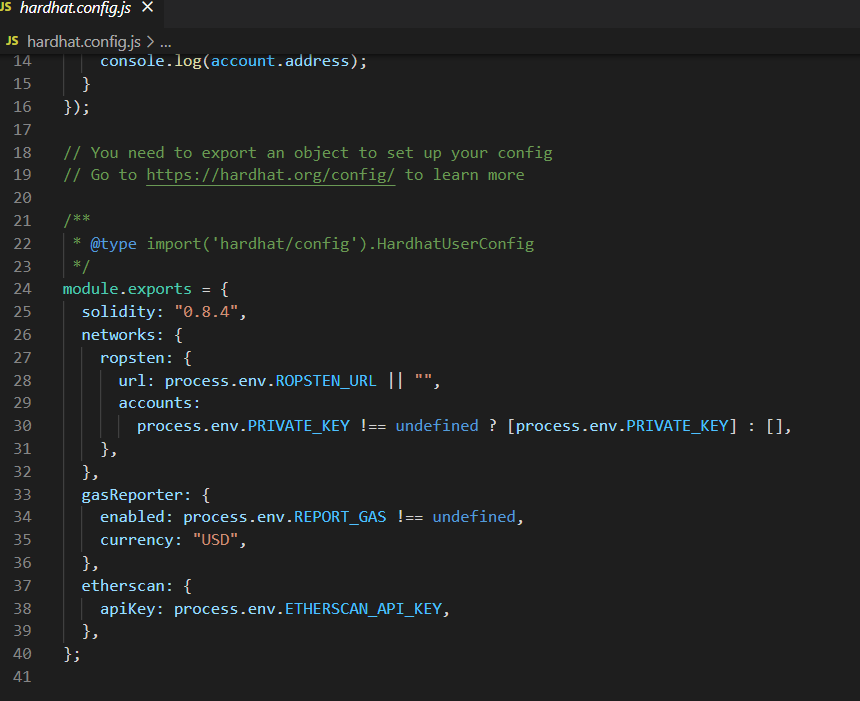 JS hardhat.config.js ×
JS hardhat.config.js > ...
14 console.log(account.address);
15 }
16 });
17
18 // You need to export an object to set up your config
19 // Go to https://hardhat.org/config/ to learn more
20
21 /**
22 * @type import('hardhat/config').HardhatUserConfig
23 */
24 module.exports = {
25 solidity: "0.8.4",
26 networks: {
27 ropsten: {
28 url: process.env.ROPSTEN_URL || "",
29 accounts:
30 process.env.PRIVATE_KEY !== undefined ? [process.env.PRIVATE_KEY] : [],
31 },
32 },
33 gasReporter: {
34 enabled: process.env.REPORT_GAS !== undefined,
35 currency: "USD",
36 },
37 etherscan: {
38 apiKey: process.env.ETHERSCAN_API_KEY,
39 },
40 };
41